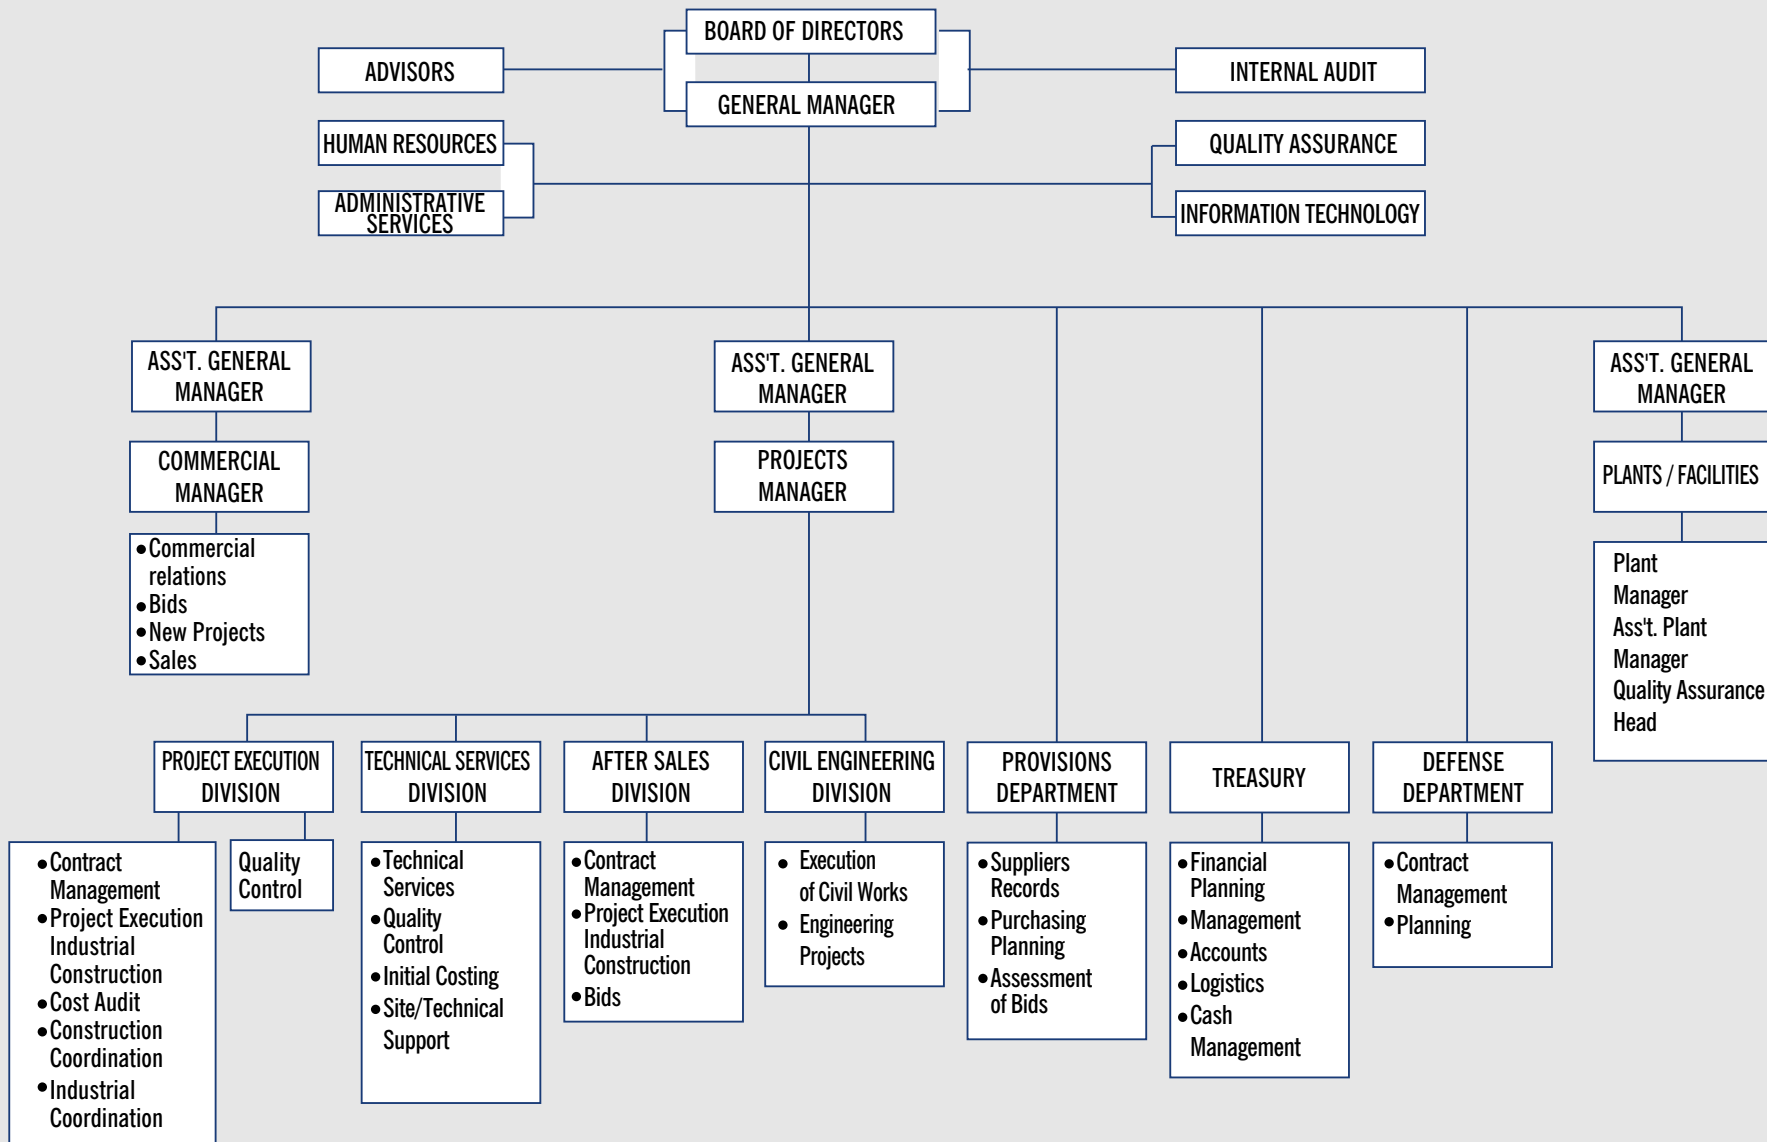 BOARD OF DIRECTORS
ADVISORS
INTERNAL AUDIT
GENERAL MANAGER
HUMAN RESOURCES
QUALITY ASSURANCE
ADMINISTRATIVE
SERVICES
INFORMATION TECHNOLOGY
ASS'T. GENERAL
MANAGER
ASS'T. GENERAL
MANAGER
ASS'T. GENERAL
MANAGER
COMMERCIAL
MANAGER
PROJECTS
MANAGER
PLANTS / FACILITIES
•Commercial
relations
•Bids
•New Projects
•Sales
Plant
Manager
Ass't. Plant
Manager
Quality Assurance
Head
PROJECT EXECUTION
DIVISION
TECHNICAL SERVICES
DIVISION
AFTER SALES
DIVISION
CIVIL ENGINEERING
DIVISION
PROVISIONS
DEPARTMENT
TREASURY
DEFENSE
DEPARTMENT
•Contract
Management
•Project Execution
Industrial
Construction
•Cost Audit
•Construction
Coordination
•Industrial
Coordination
Quality
Control
•Technical
Services
•Quality
Control
•Initial Costing
•Site/Technical
Support
•Contract
Management
•Project Execution
Industrial
Construction
•Bids
• Execution
of Civil Works
• Engineering
Projects
•Suppliers
Records
•Purchasing
Planning
•Assessment
of Bids
•Financial
Planning
•Management
•Accounts
•Logistics
•Cash
Management
•Contract
Management
•Planning